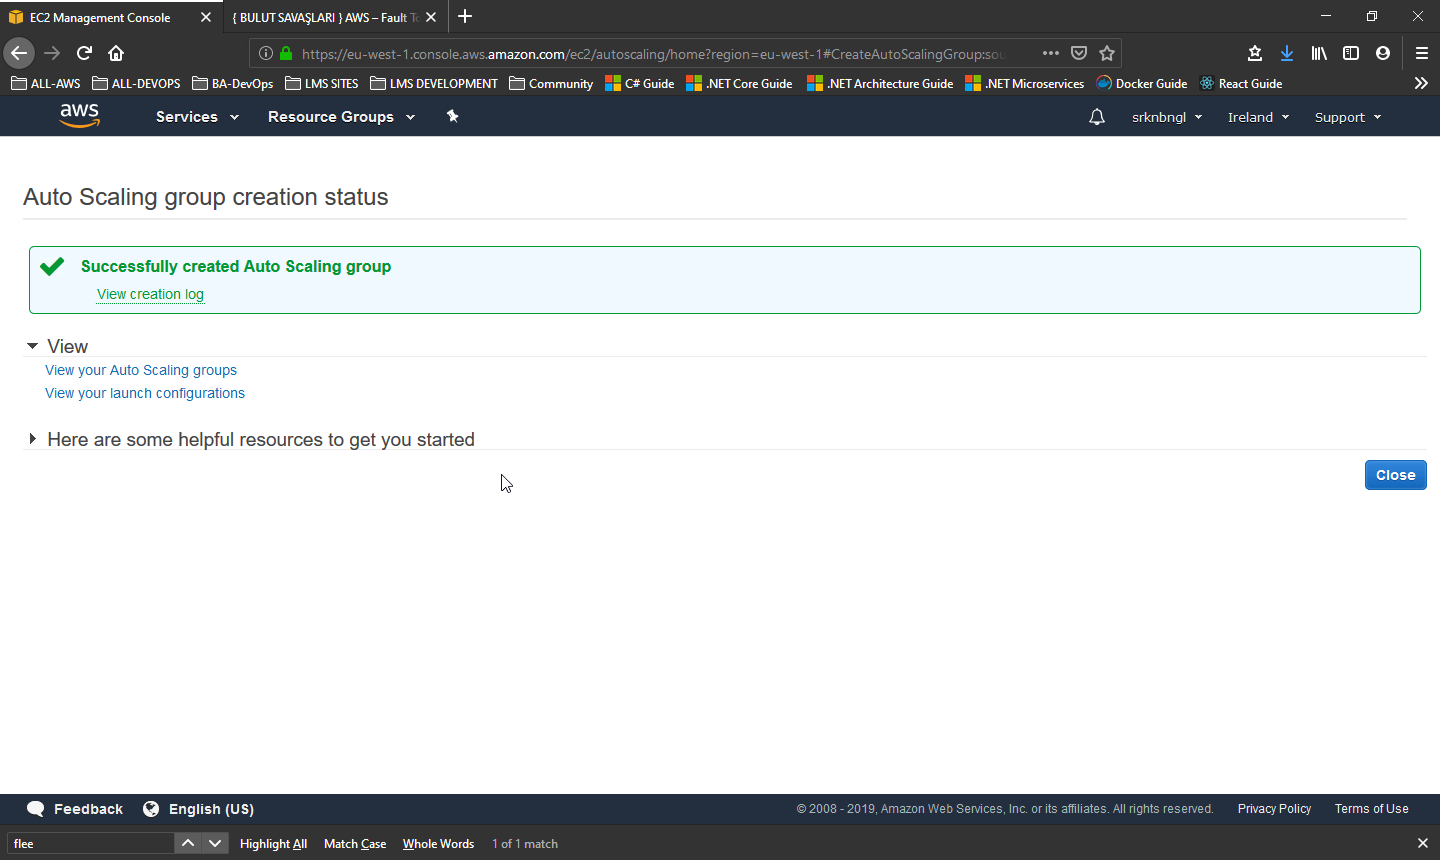 EC2 Management Console
{ BULUT SAVAŞLARI } AWS – Fault To
https://eu-west-1.console.aws.amazon.com/ec2/autoscaling/home?region=eu-west-1#CreateAutoScalingGroup:sou
ALL-AWS ALL-DEVOPS BA-DevOps LMS SITES LMS DEVELOPMENT Community C# Guide .NET Core Guide .NET Architecture Guide .NET Microservices Docker Guide React Guide
aws Services Resource Groups srknbngl Ireland Support
Auto Scaling group creation status
Successfully created Auto Scaling group
View creation log
View
View your Auto Scaling groups
View your launch configurations
Here are some helpful resources to get you started
Close
Feedback English (US) © 2008 - 2019, Amazon Web Services, Inc. or its affiliates. All rights reserved. Privacy Policy Terms of Use
flee Highlight All Match Case Whole Words 1 of 1 match